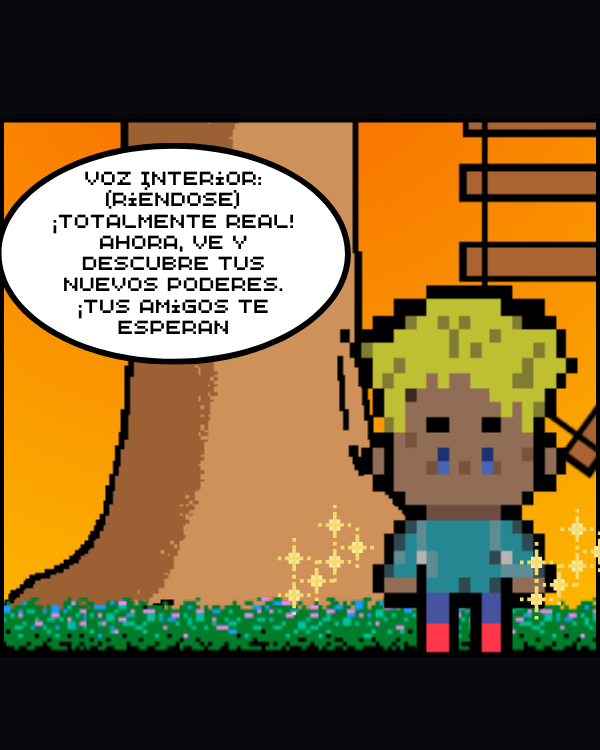 VOZ INTERIOR:
(RIÉNDOSE)
¡TOTALMENTE REAL!
AHORA, VE Y
DESCUBRE TUS
NUEVOS PODERES.
¡TUS AMIGOS TE
ESPERAN